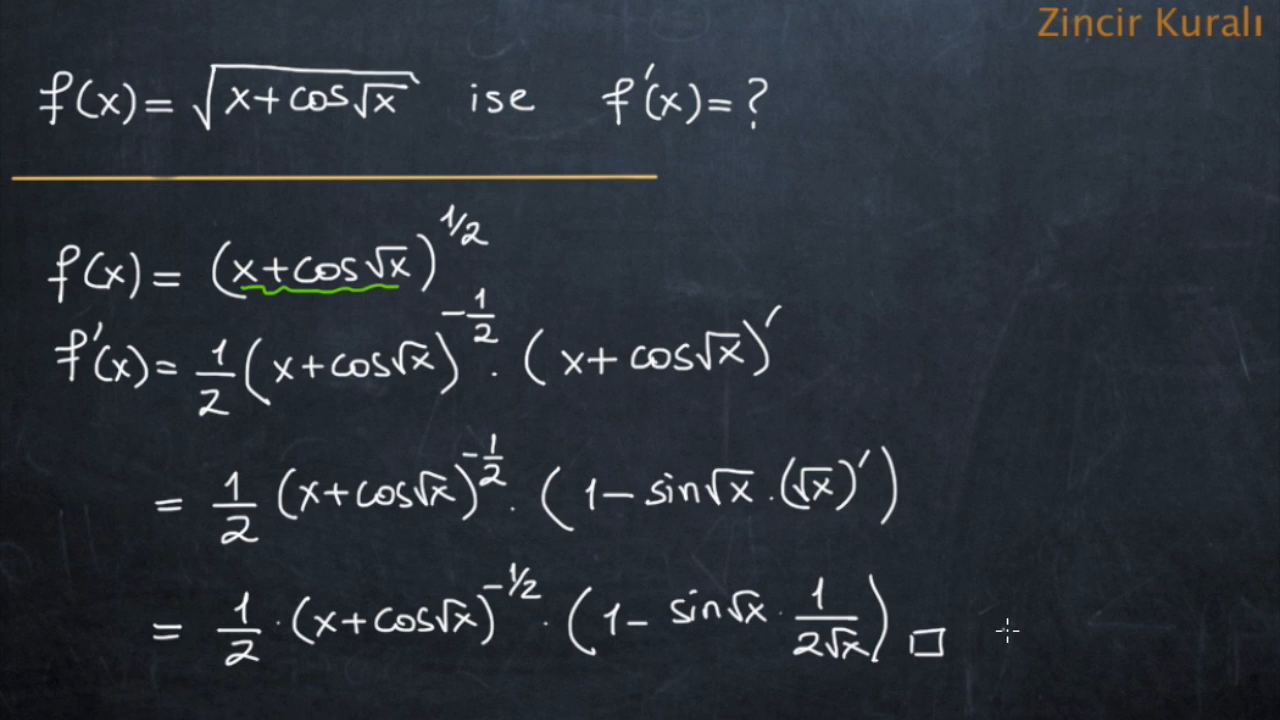 Zincir Kuralı
f(x) = √(x+cos√x) ise f'(x) = ?
f(x) = (x+cos√x)^1/2
f'(x) = 1/2 (x+cos√x)^-1/2 . (x+cos√x)'
= 1/2 (x+cos√x)^-1/2 . (1- sin√x . (√x)')
= 1/2 . (x+cos√x)^-1/2 . (1- sin√x . 1/2√x) □